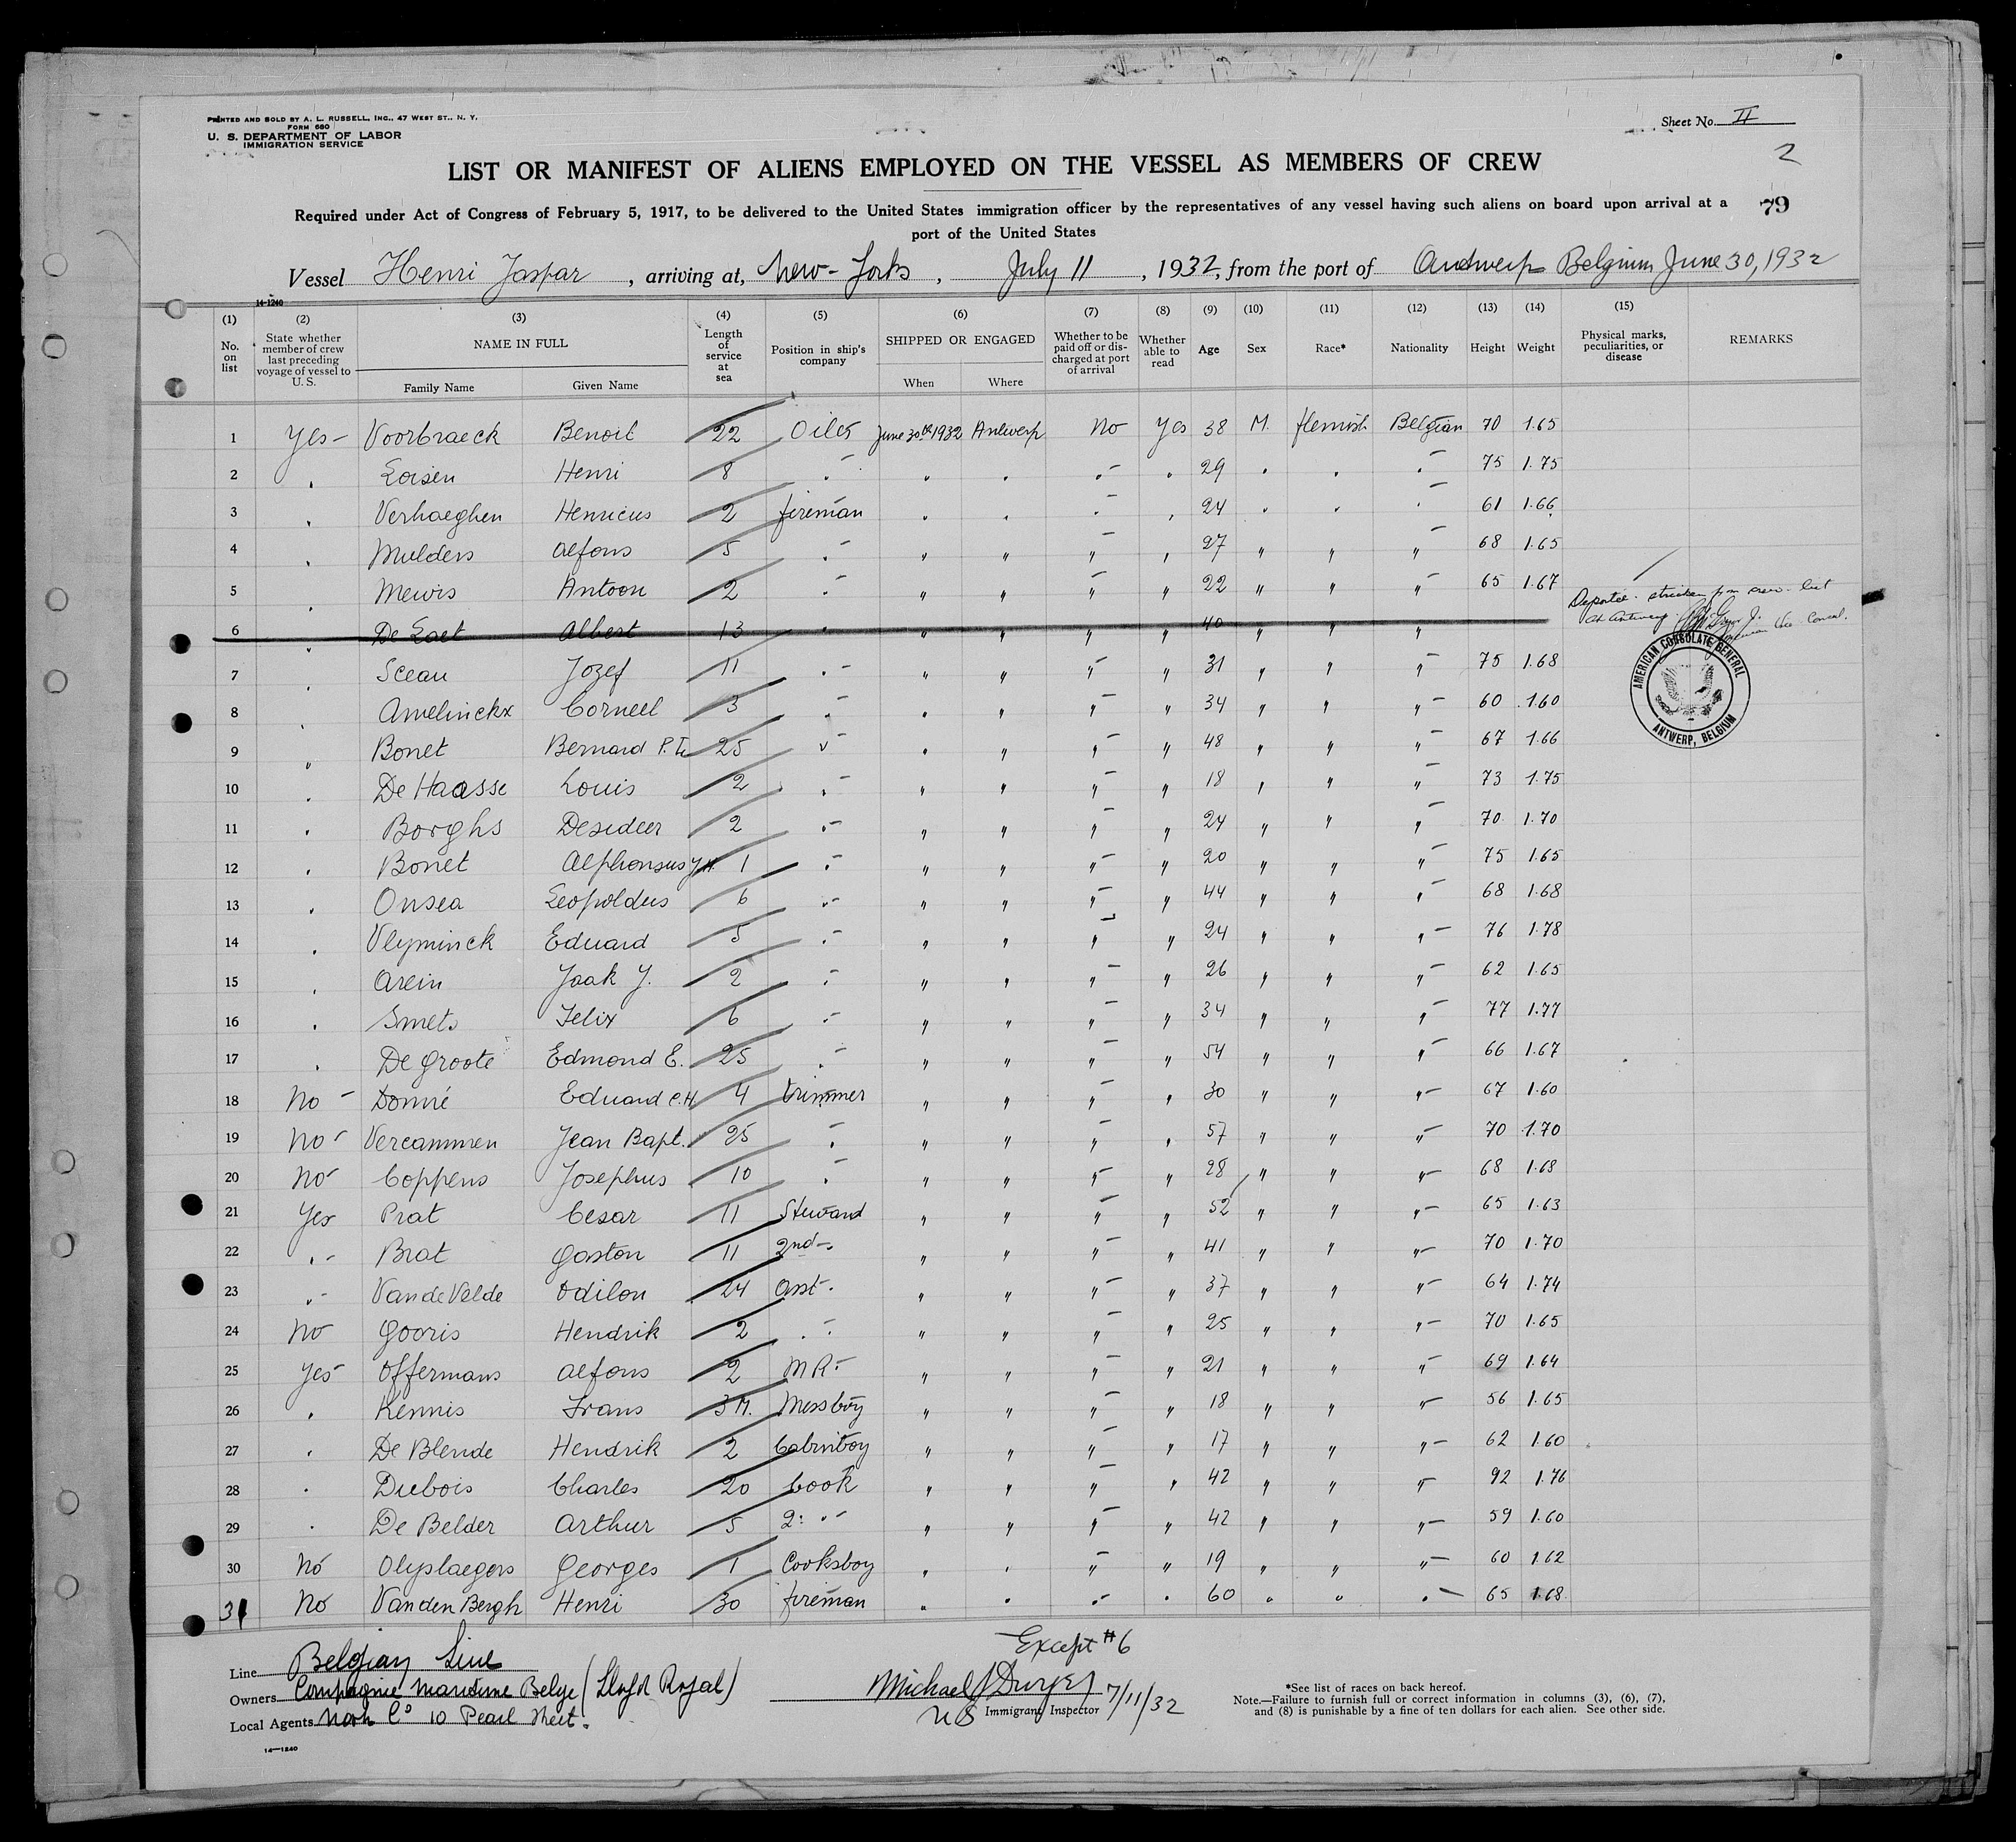 PRINTED AND SOLD BY A. L. RUSSELL, INC., 47 WEST ST., N. Y.
FORM 680
U. S. DEPARTMENT OF LABOR
IMMIGRATION SERVICE
Sheet No. II
2
LIST OR MANIFEST OF ALIENS EMPLOYED ON THE VESSEL AS MEMBERS OF CREW
Required under Act of Congress of February 5, 1917, to be delivered to the United States immigration officer by the representatives of any vessel having such aliens on board upon arrival at a
port of the United States
79
Vessel Henri Jaspar, arriving at, New-York, July 11, 1932, from the port of Antwerp Belgium June 30, 1932
14-1240
(1) (2) (3) (4) (5) (6) (7) (8) (9) (10) (11) (12) (13) (14) (15)
No. on list State whether member of crew last preceding voyage of vessel to U. S. NAME IN FULL Family Name Given Name Length of service at sea Position in ship's company SHIPPED OR ENGAGED When Where Whether to be paid off or discharged at port of arrival Whether able to read Age Sex Race* Nationality Height Weight Physical marks, peculiarities, or disease REMARKS
1 Yes- Voorbraeck Benoit 22 Oiler June 30th 1932 Antwerp No Yes 38 M. flemish Belgian 70 1.65
2 " Loisen Henri 8 " " " " " 29 " " " 75 1.75
3 " Verhaeghen Henricus 2 fireman " " " " 24 " " " 61 1.66
4 " Mulders Alfons 5 " " " " " 27 " " " 68 1.65
5 " Mewis Antoon 2 " " " " " 22 " " " 65 1.67
Deportee. stricken from crew list
at Antwerp.
6 " De Laet Albert 13 " " " " " 40 " " "
7 " Sceau Jozef 11 " " " " " 31 " " " 75 1.68
AMERICAN CONSULATE GENERAL
ANTWERP, BELGIUM
8 " Amelinckx Corneel 3 " " " " " 34 " " " 60 1.60
9 " Bonet Bernard P. 25 " " " " " 48 " " " 67 1.66
10 " De Haasse Louis 2 " " " " " 18 " " " 73 1.75
11 " Borghs Desideer 2 " " " " " 24 " " " 70 1.70
12 " Bonet Alphonsus J.H. 1 " " " " " 20 " " " 75 1.65
13 " Onsea Leopoldus 6 " " " " " 44 " " " 68 1.68
14 " Vlyminck Eduard 5 " " " " " 24 " " " 76 1.78
15 " Arein Jaak J. 2 " " " " " 26 " " " 62 1.65
16 " Smets Felix 6 " " " " " 34 " " " 77 1.77
17 " De Groote Edmond E. 25 " " " " " 54 " " " 66 1.67
18 No - Donné Eduard C.H. 4 trimmer " " " " 30 " " " 67 1.60
19 No - Vercammen Jean Bapt. 25 " " " " " 57 " " " 70 1.70
20 No - Coppens Josephus 10 " " " " " 28 " " " 68 1.68
21 Yes Prat Cesar 11 Steward " " " " 52 " " " 65 1.63
22 " Brat Gaston 11 2nd " " " " " 41 " " " 70 1.70
23 " Van de Velde Odilon 24 asst. " " " " 37 " " " 64 1.74
24 No Gooris Hendrik 2 " " " " " 25 " " " 70 1.65
25 Yes Offermans Alfons 2 M R " " " " 21 " " " 69 1.64
26 " Kennis Frans 3 M. Messboy " " " " 18 " " " 56 1.65
27 " De Blende Hendrik 2 Cabinboy " " " " 17 " " " 62 1.60
28 " Dubois Charles 20 Cook " " " " 42 " " " 92 1.76
29 " De Belder Arthur 5 2: " " " " " 42 " " " 59 1.60
30 No Olyslaegers Georges 1 Cooksboy " " " " 19 " " " 60 1.62
31 No Van den Bergh Henri 30 fireman " " " " 60 " " " 65 1.68
Except #6
Line Belgian Line
Owners Compagnie Maritime Belge (Lloyd Royal)
Local Agents Norh Co 10 Pearl Street.
Michael J Dwyer 7/11/32
US Immigrant Inspector
*See list of races on back hereof.
Note.—Failure to furnish full or correct information in columns (3), (6), (7),
and (8) is punishable by a fine of ten dollars for each alien. See other side.
14—1240